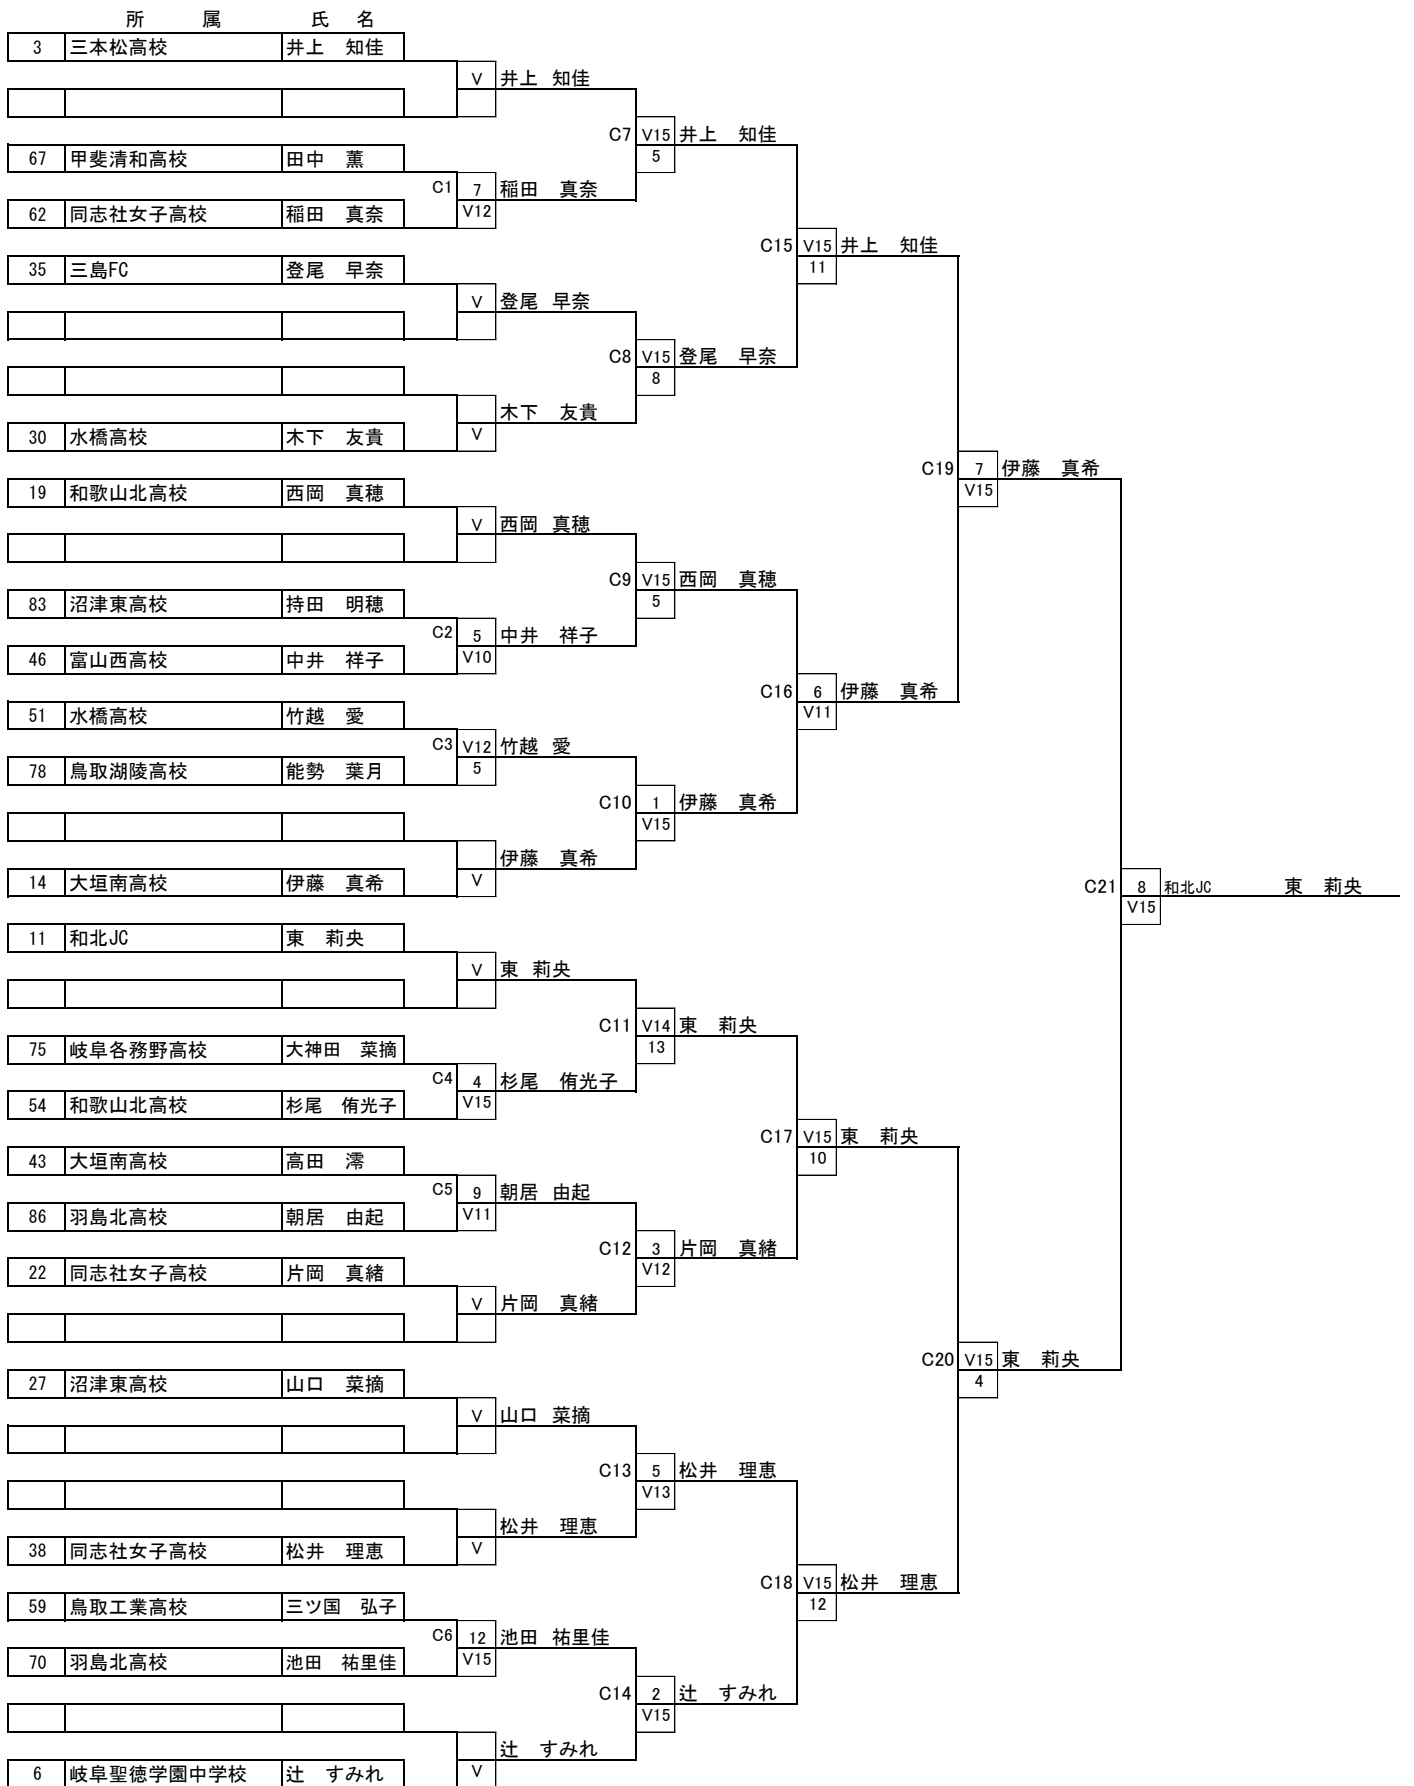 所　　属　　氏　名
3 三本松高校 井上　知佳
V 井上 知佳
C7 V15 井上　知佳
5
67 甲斐清和高校 田中　薫
C1 7 稲田　真奈
V12
62 同志社女子高校 稲田　真奈
C15 V15 井上　知佳
11
35 三島FC 登尾　早奈
V 登尾 早奈
C8 V15 登尾　早奈
8
木下　友貴
V
30 水橋高校 木下　友貴
C19 7 伊藤　真希
V15
19 和歌山北高校 西岡　真穂
V 西岡 真穂
C9 V15 西岡　真穂
5
83 沼津東高校 持田　明穂
C2 5 中井　祥子
V10
46 富山西高校 中井　祥子
C16 6 伊藤　真希
V11
51 水橋高校 竹越　愛
C3 V12 竹越 愛
5
78 鳥取湖陵高校 能勢　葉月
C10 1 伊藤　真希
V15
伊藤　真希
V
14 大垣南高校 伊藤　真希
C21 8 和北JC 東　莉央
V15
11 和北JC 東　莉央
V 東 莉央
C11 V14 東　莉央
13
75 岐阜各務野高校 大神田　菜摘
C4 4 杉尾　侑光子
V15
54 和歌山北高校 杉尾　侑光子
C17 V15 東　莉央
10
43 大垣南高校 高田　澪
C5 9 朝居 由起
V11
86 羽島北高校 朝居　由起
C12 3 片岡　真緒
V12
22 同志社女子高校 片岡　真緒
V 片岡　真緒
C20 V15 東　莉央
4
27 沼津東高校 山口　菜摘
V 山口 菜摘
C13 5 松井　理恵
V13
松井　理恵
V
38 同志社女子高校 松井　理恵
C18 V15 松井　理恵
12
59 鳥取工業高校 三ツ国　弘子
C6 12 池田 祐里佳
V15
70 羽島北高校 池田　祐里佳
C14 2 辻　すみれ
V15
辻　すみれ
V
6 岐阜聖徳学園中学校 辻　すみれ